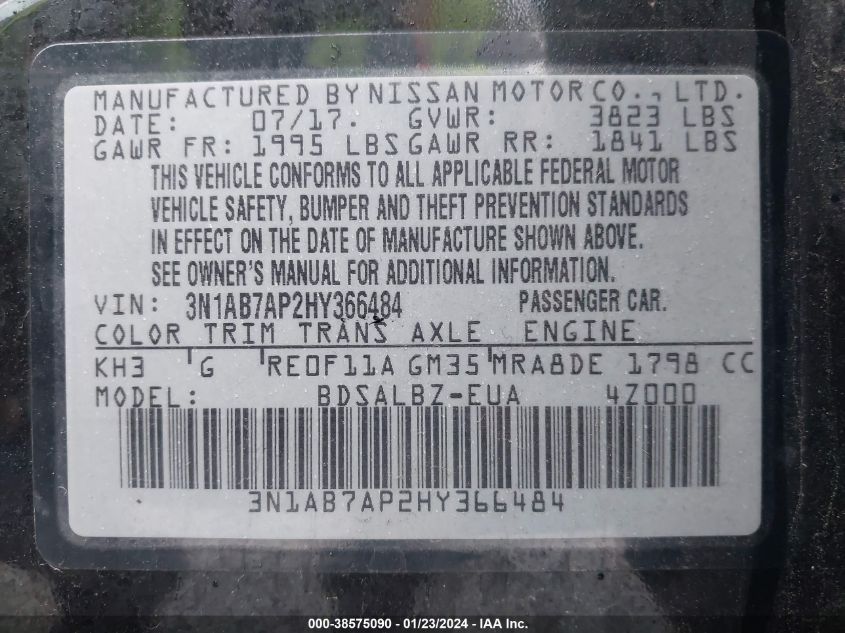 MANUFACTURED BY NISSAN MOTOR CO., LTD.
DATE: 07/17. GVWR: 3823 LBS
GAWR FR: 1995 LBS GAWR RR: 1841 LBS
THIS VEHICLE CONFORMS TO ALL APPLICABLE FEDERAL MOTOR
VEHICLE SAFETY, BUMPER AND THEFT PREVENTION STANDARDS
IN EFFECT ON THE DATE OF MANUFACTURE SHOWN ABOVE.
SEE OWNER'S MANUAL FOR ADDITIONAL INFORMATION.
VIN: 3N1AB7AP2HY366484 PASSENGER CAR.
COLOR TRIM TRANS AXLE ENGINE
KH3 G RE0F11A GM35 MRA8DE 1798 CC
MODEL: BDSALBZ-EUA 4Z000
3N1AB7AP2HY366484
000-38575090 - 01/23/2024 - IAA Inc.